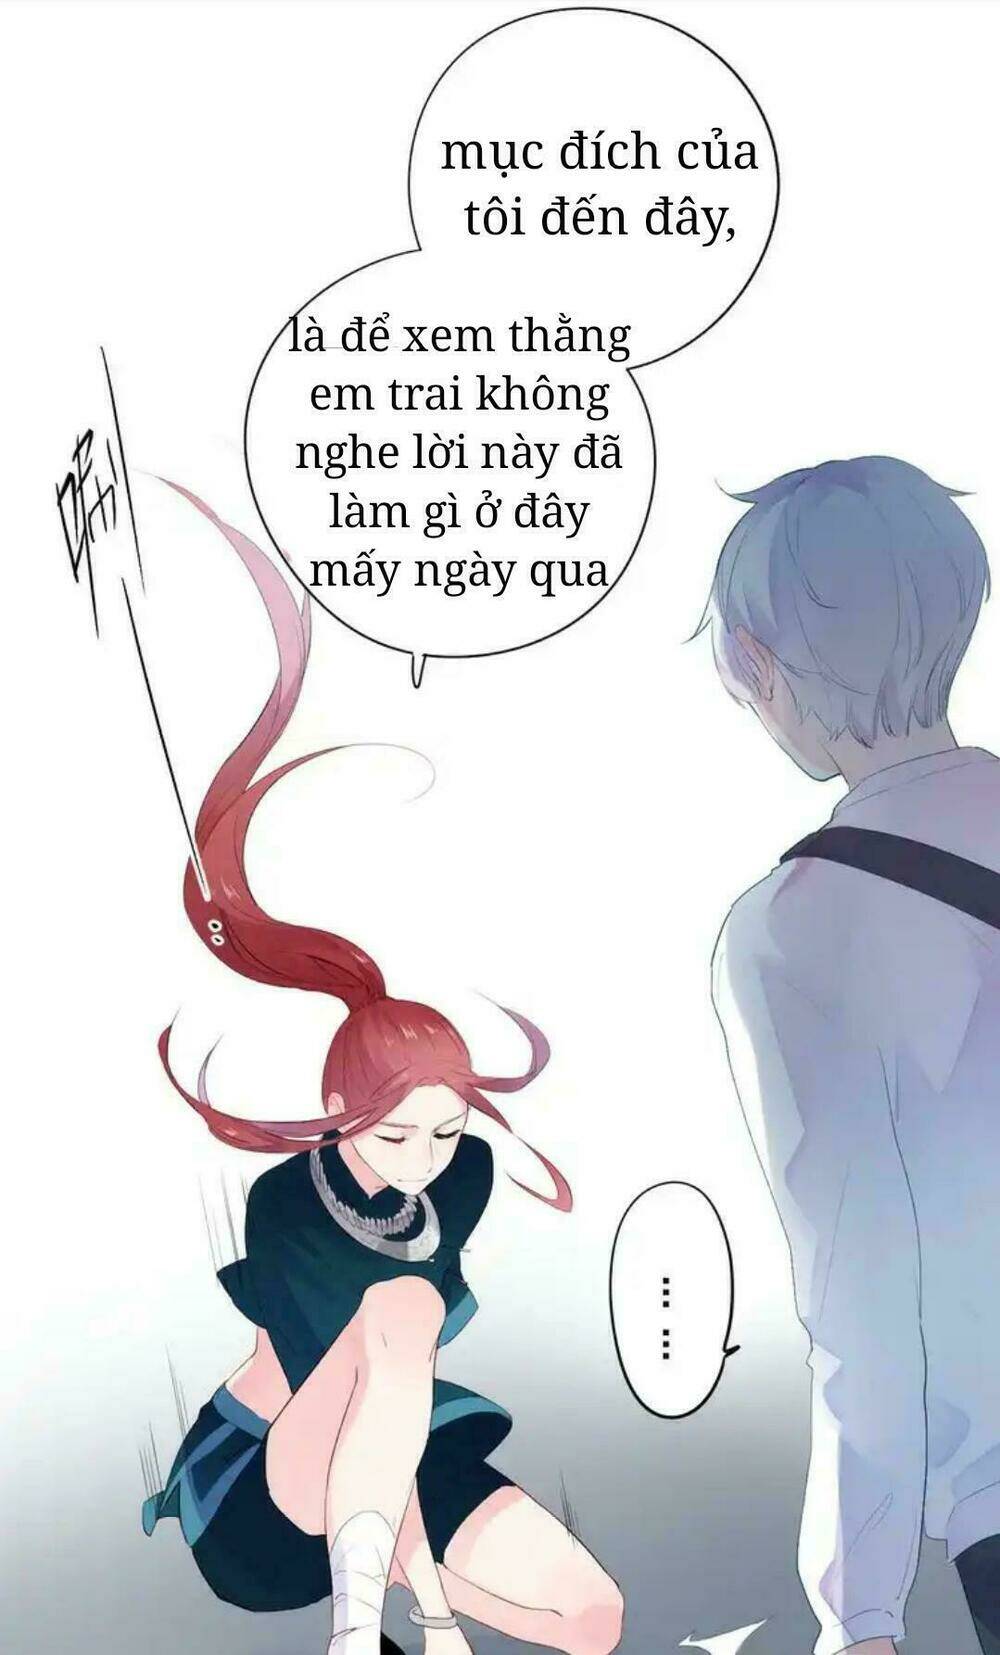 mục đích của
tôi đến đây,
là để xem thằng
em trai không
nghe lời này đã
làm gì ở đây
mấy ngày qua
……